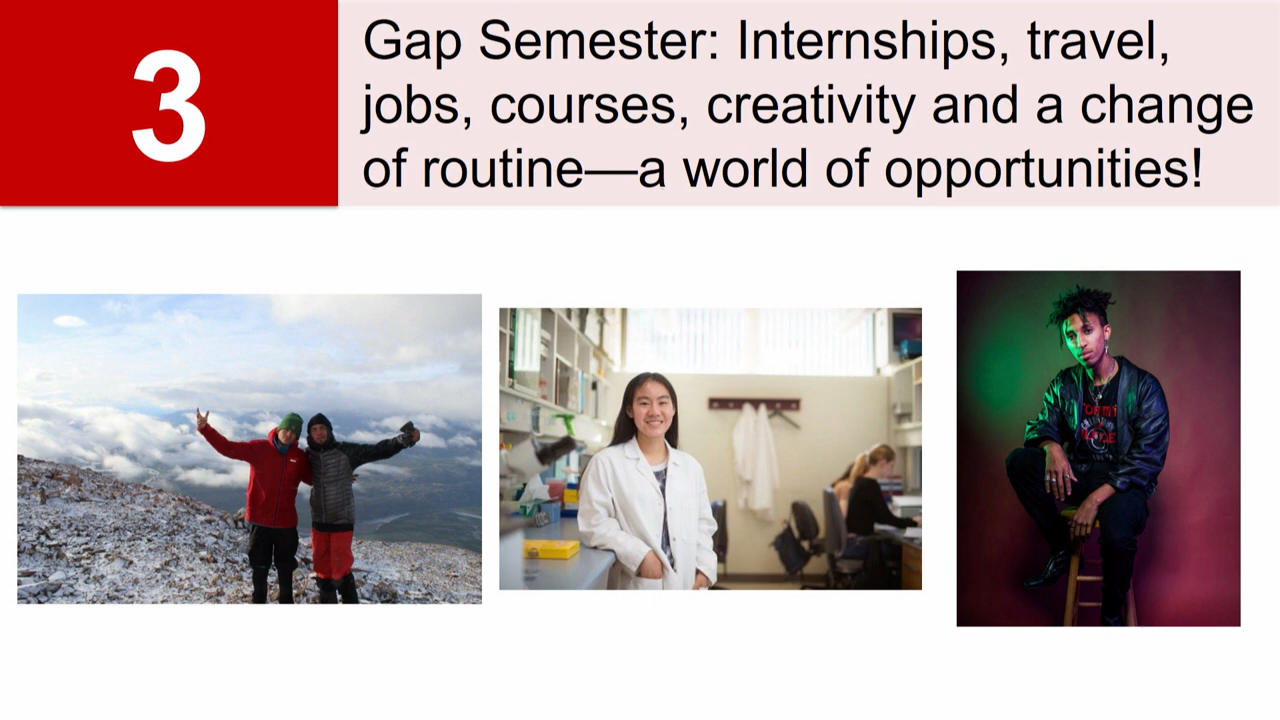 3
Gap Semester: Internships, travel,
jobs, courses, creativity and a change
of routine—a world of opportunities!